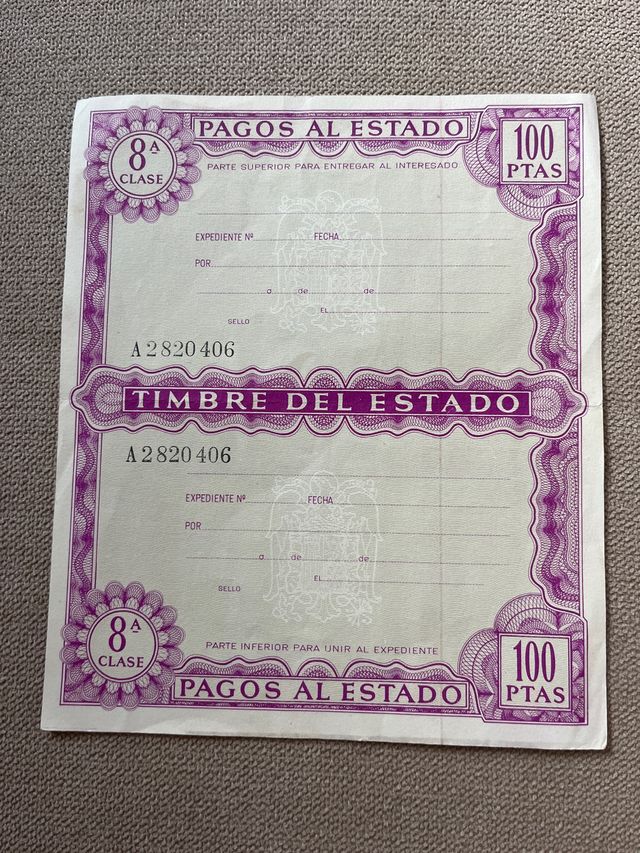 PAGOS AL ESTADO
8ª CLASE
100 PTAS
PARTE SUPERIOR PARA ENTREGAR AL INTERESADO
EXPEDIENTE Nº FECHA
POR
a de de
SELLO EL
A2820406
TIMBRE DEL ESTADO
A2820406
EXPEDIENTE Nº FECHA
POR
a de de
SELLO EL
PARTE INFERIOR PARA UNIR AL EXPEDIENTE
8ª CLASE
100 PTAS
PAGOS AL ESTADO